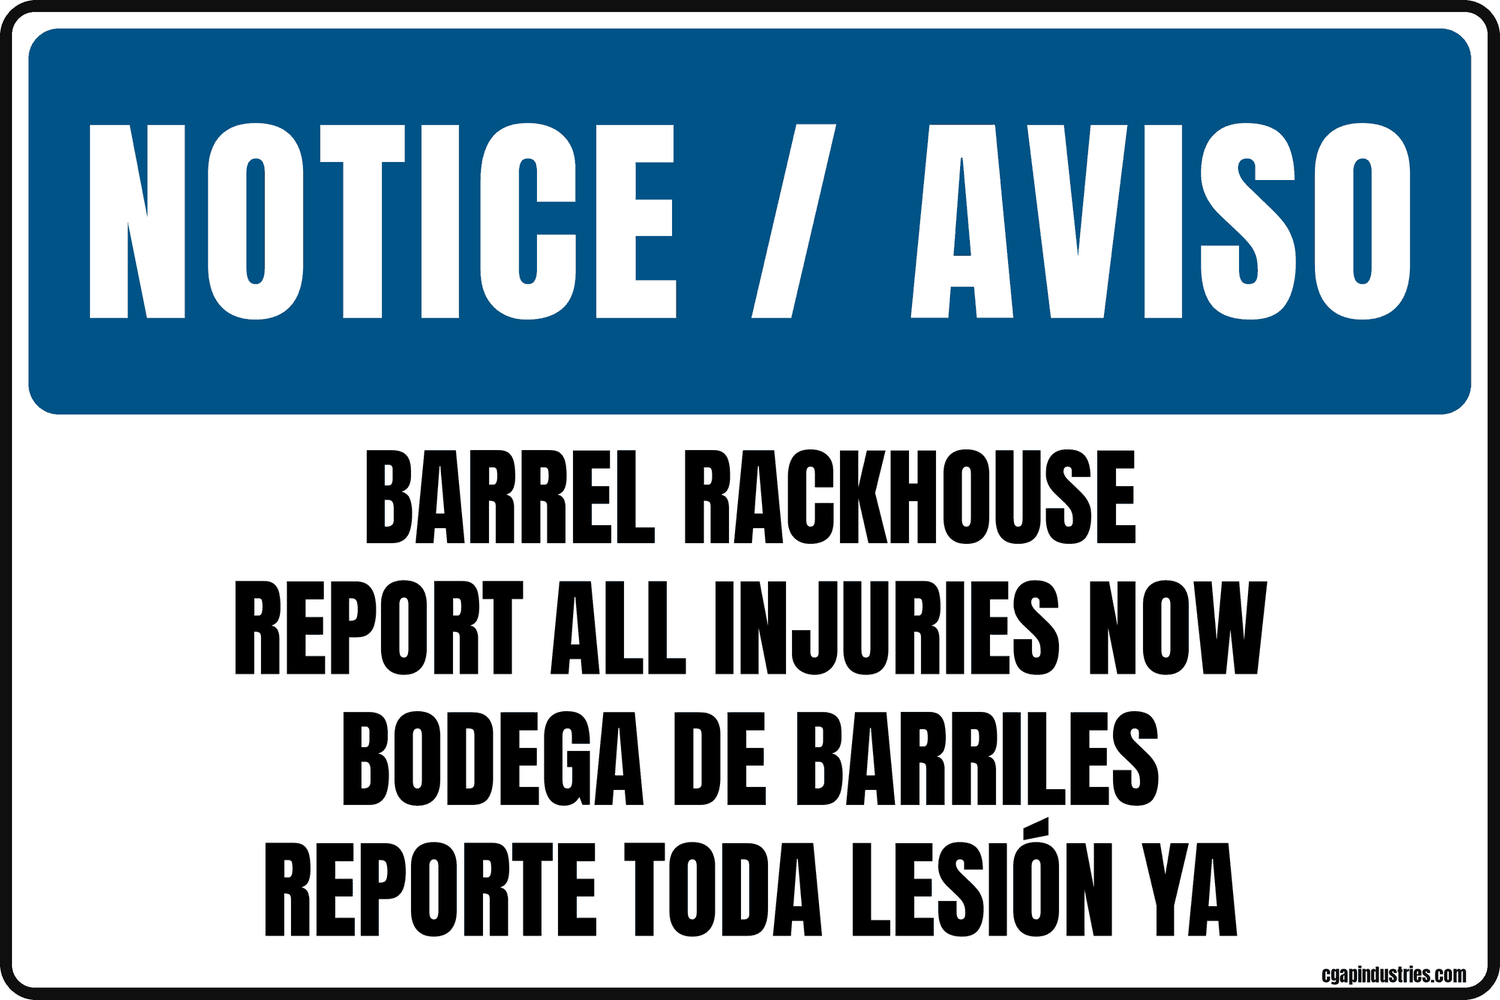 NOTICE / AVISO
BARREL RACKHOUSE
REPORT ALL INJURIES NOW
BODEGA DE BARRILES
REPORTE TODA LESIÓN YA
cgapindustries.com